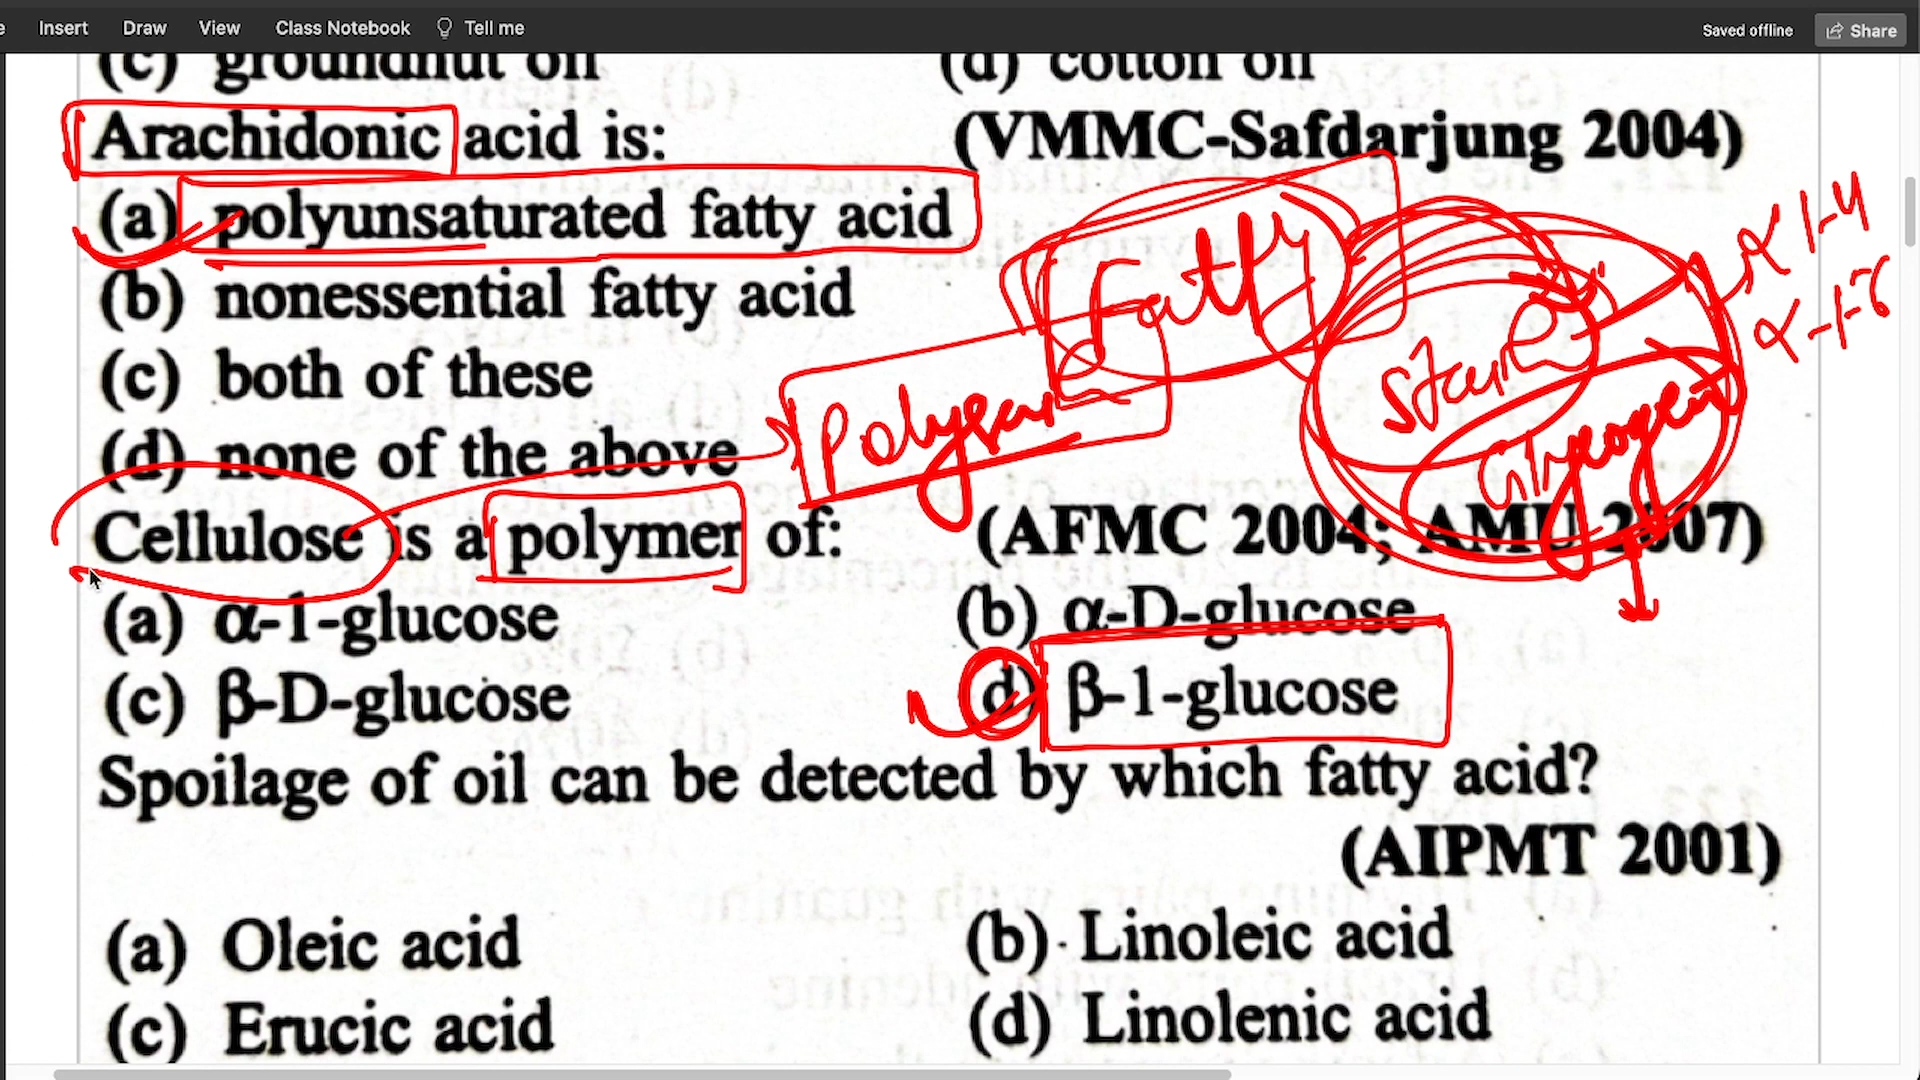 Insert Draw View Class Notebook Tell me Saved offline Share
(c) groundnut oil (d) cotton oil
Arachidonic acid is: (VMMC-Safdarjung 2004)
(a) polyunsaturated fatty acid
(b) nonessential fatty acid
(c) both of these
(d) none of the above
Fatty
α 1-4
α-1-6
Glycogen
Cellulose is a polymer of: (AFMC 2004; AMU 2007)
(a) α-1-glucose (b) α-D-glucose
(c) β-D-glucose (d) β-1-glucose
Spoilage of oil can be detected by which fatty acid?
(AIPMT 2001)
(a) Oleic acid (b) Linoleic acid
(c) Erucic acid (d) Linolenic acid